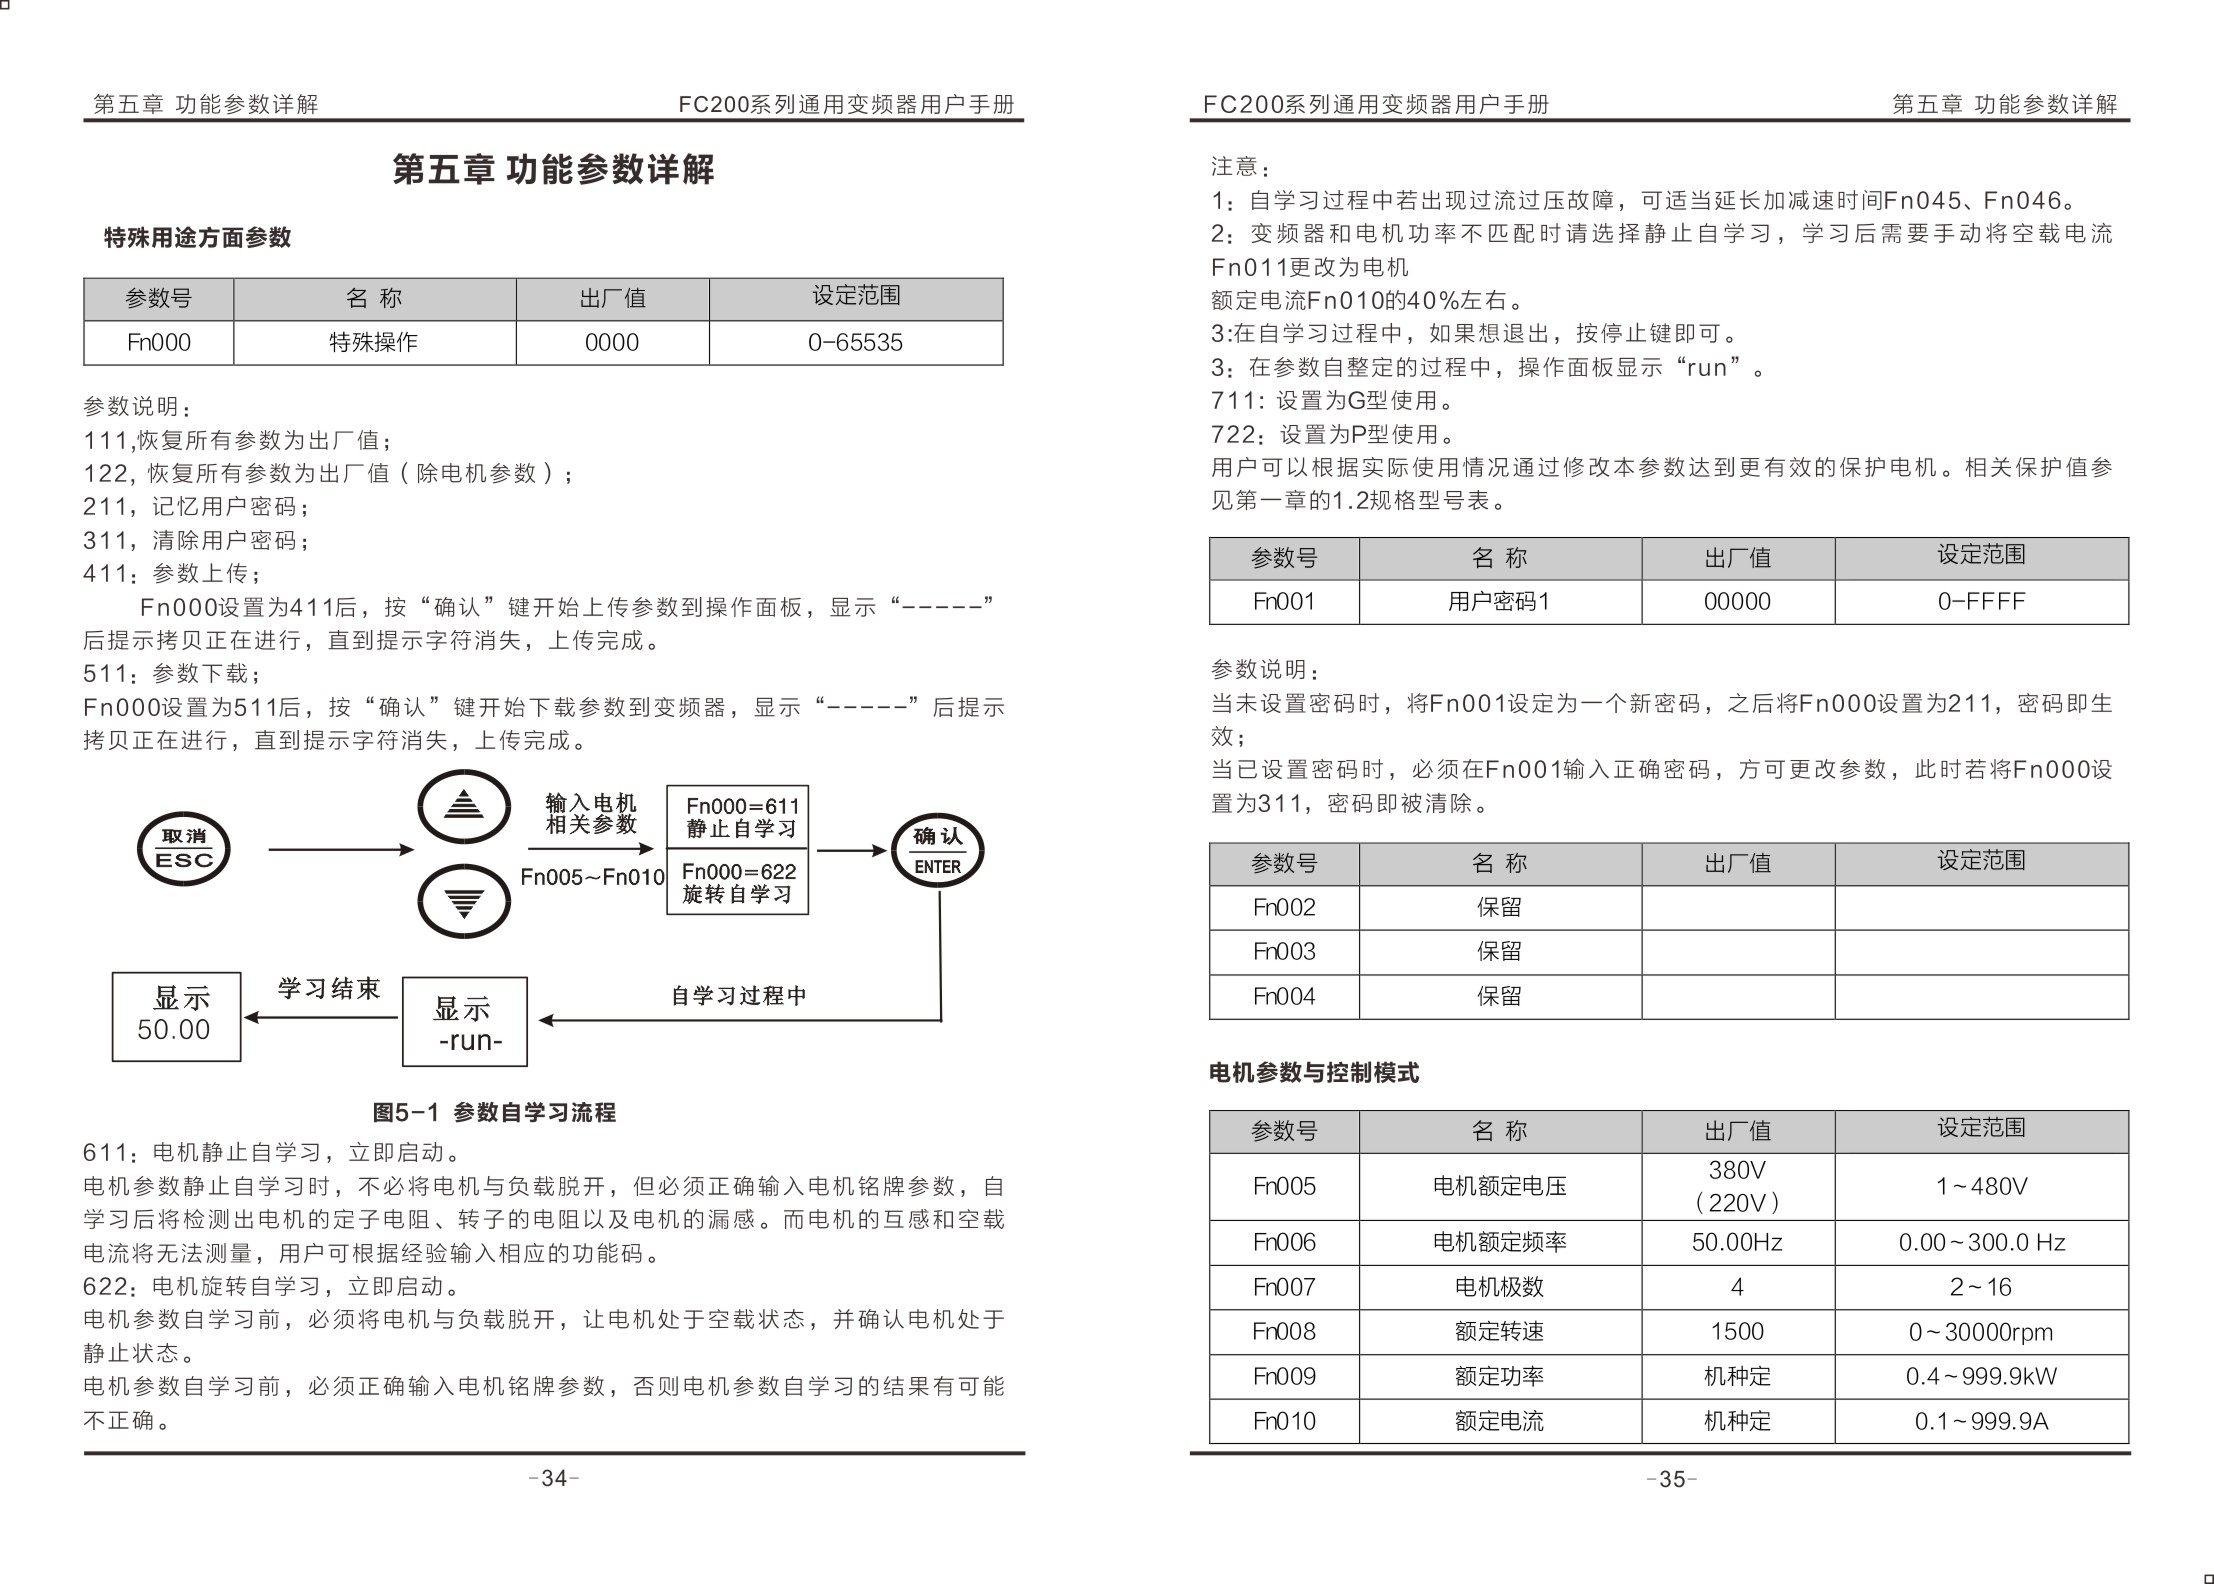 第五章 功能参数详解 FC200系列通用变频器用户手册
第五章 功能参数详解
特殊用途方面参数
参数号 名 称 出厂值 设定范围
Fn000 特殊操作 0000 0-65535
参数说明：
111,恢复所有参数为出厂值；
122, 恢复所有参数为出厂值（除电机参数）；
211，记忆用户密码；
311，清除用户密码；
411：参数上传；
Fn000设置为411后，按“确认”键开始上传参数到操作面板，显示“-----”
后提示拷贝正在进行，直到提示字符消失，上传完成。
511：参数下载；
Fn000设置为511后，按“确认”键开始下载参数到变频器，显示“-----”后提示
拷贝正在进行，直到提示字符消失，上传完成。
取消
ESC
输入电机
相关参数
Fn005~Fn010
Fn000=611
静止自学习
Fn000=622
旋转自学习
确认
ENTER
显示
50.00
学习结束
显示
-run-
自学习过程中
图5-1 参数自学习流程
611：电机静止自学习，立即启动。
电机参数静止自学习时，不必将电机与负载脱开，但必须正确输入电机铭牌参数，自
学习后将检测出电机的定子电阻、转子的电阻以及电机的漏感。而电机的互感和空载
电流将无法测量，用户可根据经验输入相应的功能码。
622：电机旋转自学习，立即启动。
电机参数自学习前，必须将电机与负载脱开，让电机处于空载状态，并确认电机处于
静止状态。
电机参数自学习前，必须正确输入电机铭牌参数，否则电机参数自学习的结果有可能
不正确。
-34-
FC200系列通用变频器用户手册 第五章 功能参数详解
注意：
1：自学习过程中若出现过流过压故障，可适当延长加减速时间Fn045、Fn046。
2：变频器和电机功率不匹配时请选择静止自学习，学习后需要手动将空载电流
Fn011更改为电机
额定电流Fn010的40%左右。
3:在自学习过程中，如果想退出，按停止键即可。
3：在参数自整定的过程中，操作面板显示“run”。
711: 设置为G型使用。
722：设置为P型使用。
用户可以根据实际使用情况通过修改本参数达到更有效的保护电机。相关保护值参
见第一章的1.2规格型号表。
参数号 名 称 出厂值 设定范围
Fn001 用户密码1 00000 0-FFFF
参数说明：
当未设置密码时，将Fn001设定为一个新密码，之后将Fn000设置为211，密码即生
效；
当已设置密码时，必须在Fn001输入正确密码，方可更改参数，此时若将Fn000设
置为311，密码即被清除。
参数号 名 称 出厂值 设定范围
Fn002 保留
Fn003 保留
Fn004 保留
电机参数与控制模式
参数号 名 称 出厂值 设定范围
Fn005 电机额定电压 380V（220V） 1~480V
Fn006 电机额定频率 50.00Hz 0.00~300.0 Hz
Fn007 电机极数 4 2~16
Fn008 额定转速 1500 0~30000rpm
Fn009 额定功率 机种定 0.4~999.9kW
Fn010 额定电流 机种定 0.1~999.9A
-35-